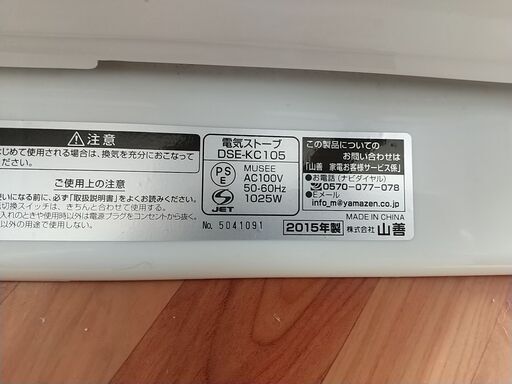 ⚠注意
はじめて使用される場合は、換気を充分におこなって
ださい。
ご使用上の注意
使いになる前に、必ず「取扱説明書」をよくお読みください。
切換スイッチは、きちんと合わせて使用する。
入れのときや使用時以外は電源プラグをコンセントから抜く。
以外の用途で使用しない。
電気ストーブ
DSE-KC105
PS
E
JET
MUSEE
AC100V
50-60Hz
1025W
No. 5041091
この製品についての
お問い合わせは
「山善 家電お客様サービス係」
●お電話(ナビダイヤル)
0570-077-078
●Eメール
info_m@yamazen.co.jp
MADE IN CHINA
2015年製 株式会社 山善